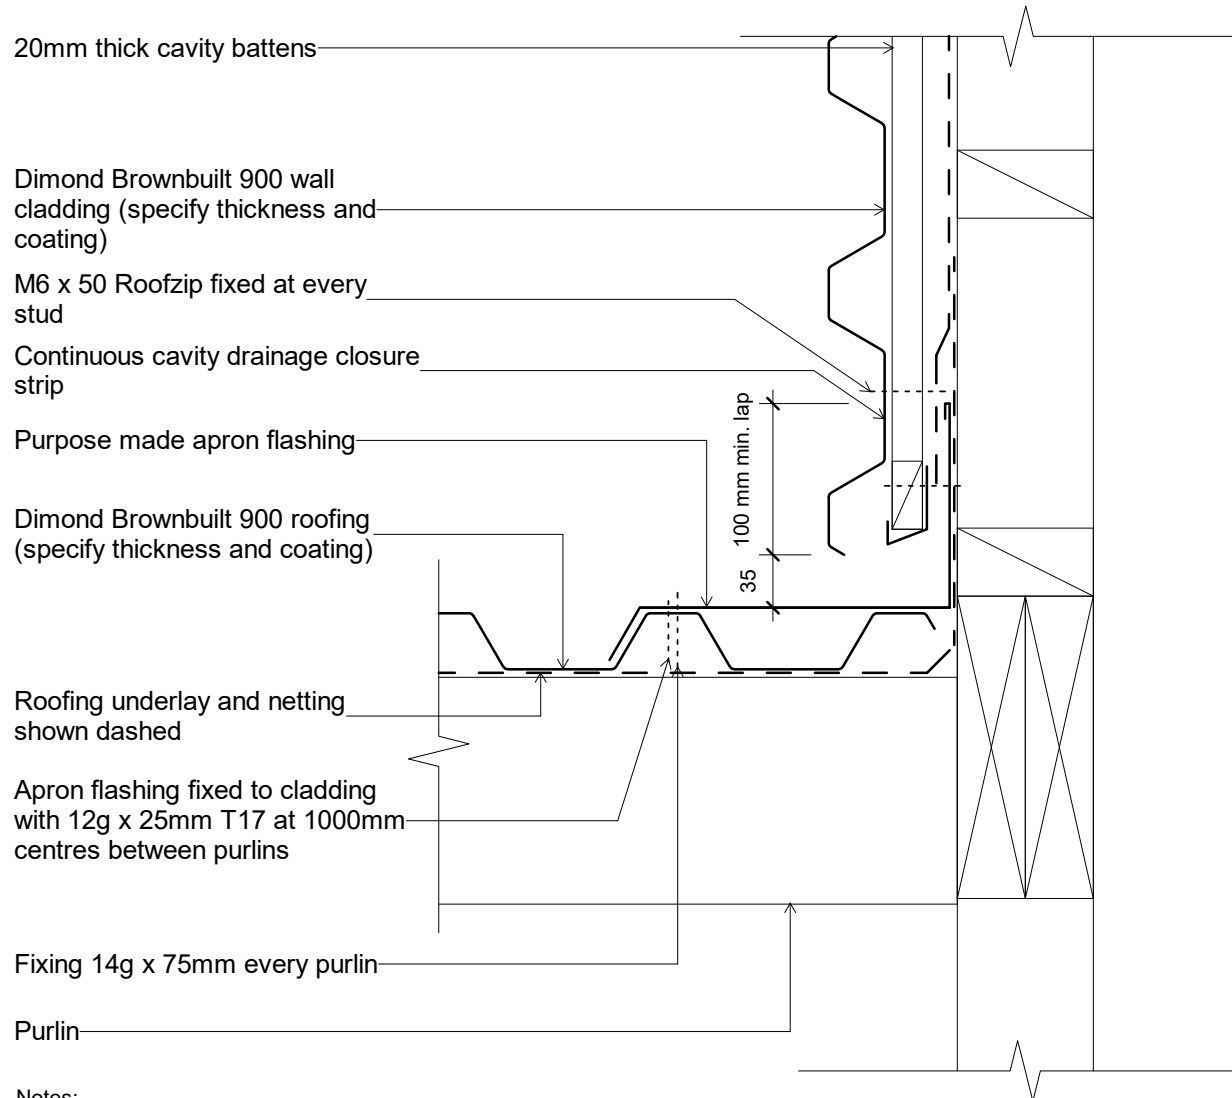 20mm thick cavity battens
Dimond Brownbuilt 900 wall
cladding (specify thickness and
coating)
M6 x 50 Roofzip fixed at every
stud
Continuous cavity drainage closure
strip
Purpose made apron flashing
Dimond Brownbuilt 900 roofing
(specify thickness and coating)
100 mm min. lap
35
Roofing underlay and netting
shown dashed
Apron flashing fixed to cladding
with 12g x 25mm T17 at 1000mm
centres between purlins
Fixing 14g x 75mm every purlin
Purlin
Notes: